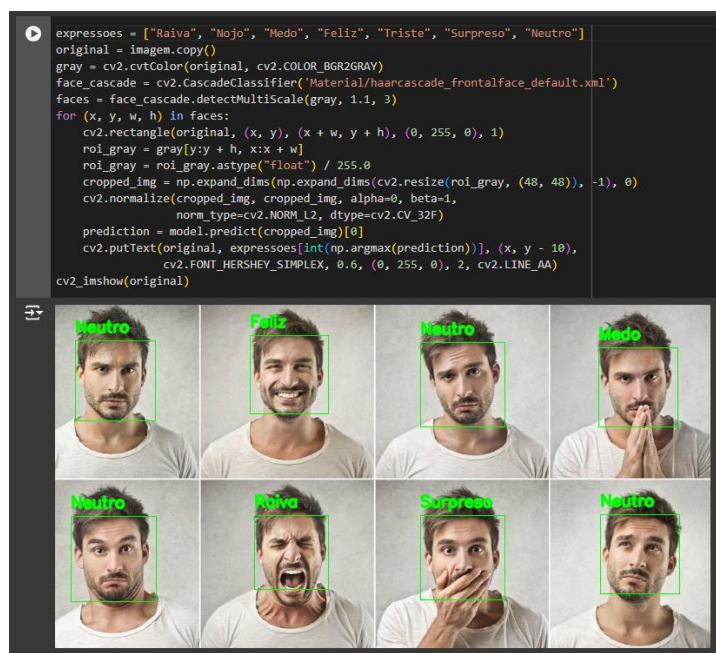 expressoes = ["Raiva", "Nojo", "Medo", "Feliz", "Triste", "Surpreso", "Neutro"]
original = imagem.copy()
gray = cv2.cvtColor(original, cv2.COLOR_BGR2GRAY)
face_cascade = cv2.CascadeClassifier('Material/haarcascade_frontalface_default.xml')
faces = face_cascade.detectMultiScale(gray, 1.1, 3)
for (x, y, w, h) in faces:
    cv2.rectangle(original, (x, y), (x + w, y + h), (0, 255, 0), 1)
    roi_gray = gray[y:y + h, x:x + w]
    roi_gray = roi_gray.astype("float") / 255.0
    cropped_img = np.expand_dims(np.expand_dims(cv2.resize(roi_gray, (48, 48)), -1), 0)
    cv2.normalize(cropped_img, cropped_img, alpha=0, beta=1,
                  norm_type=cv2.NORM_L2, dtype=cv2.CV_32F)
    prediction = model.predict(cropped_img)[0]
    cv2.putText(original, expressoes[int(np.argmax(prediction))], (x, y - 10),
                cv2.FONT_HERSHEY_SIMPLEX, 0.6, (0, 255, 0), 2, cv2.LINE_AA)
cv2_imshow(original)
Neutro
Feliz
Neutro
Medo
Neutro
Raiva
Surpreso
Neutro